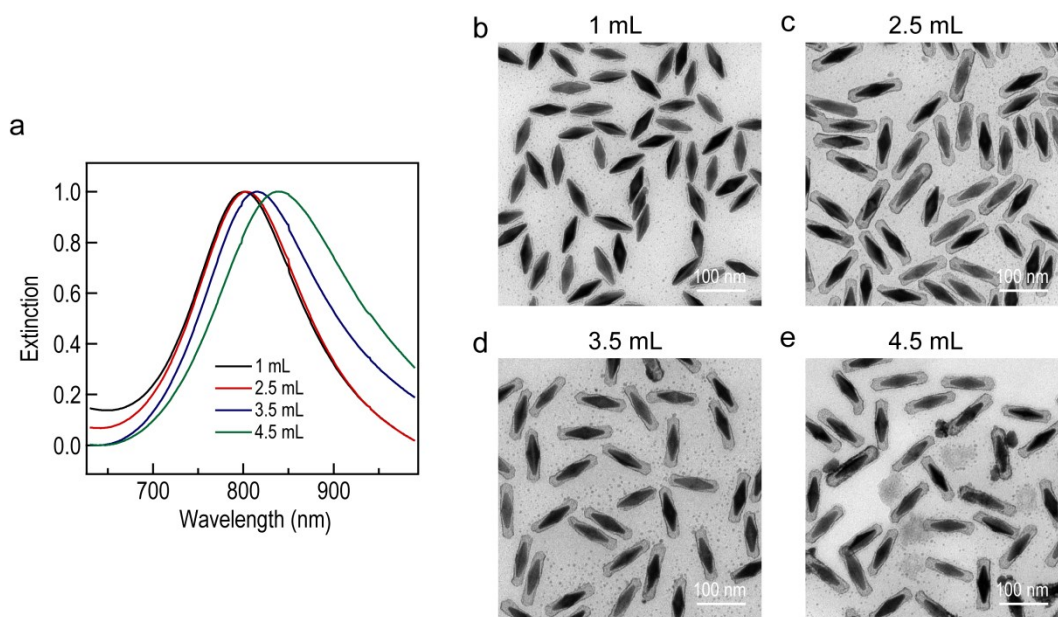 a
Extinction
1.0
0.8
0.6
0.4
0.2
0.0
1 mL
2.5 mL
3.5 mL
4.5 mL
700 800 900
Wavelength (nm)
b 1 mL
100 nm
c 2.5 mL
100 nm
d 3.5 mL
100 nm
e 4.5 mL
100 nm